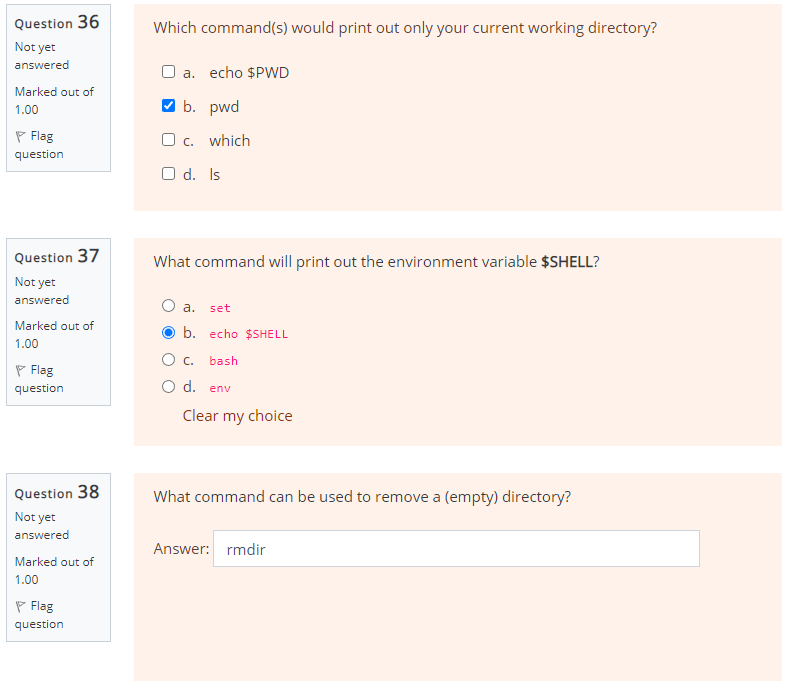 Question 36
Not yet
answered
Marked out of
1.00
Flag
question
Which command(s) would print out only your current working directory?
a. echo $PWD
b. pwd
c. which
d. ls
Question 37
Not yet
answered
Marked out of
1.00
Flag
question
What command will print out the environment variable $SHELL?
a. set
b. echo $SHELL
c. bash
d. env
Clear my choice
Question 38
Not yet
answered
Marked out of
1.00
Flag
question
What command can be used to remove a (empty) directory?
Answer: rmdir